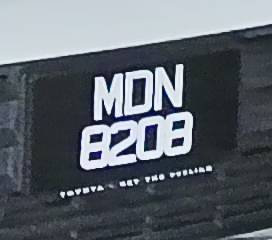 MDN
8208
TOYOTA - GET THE FEELING